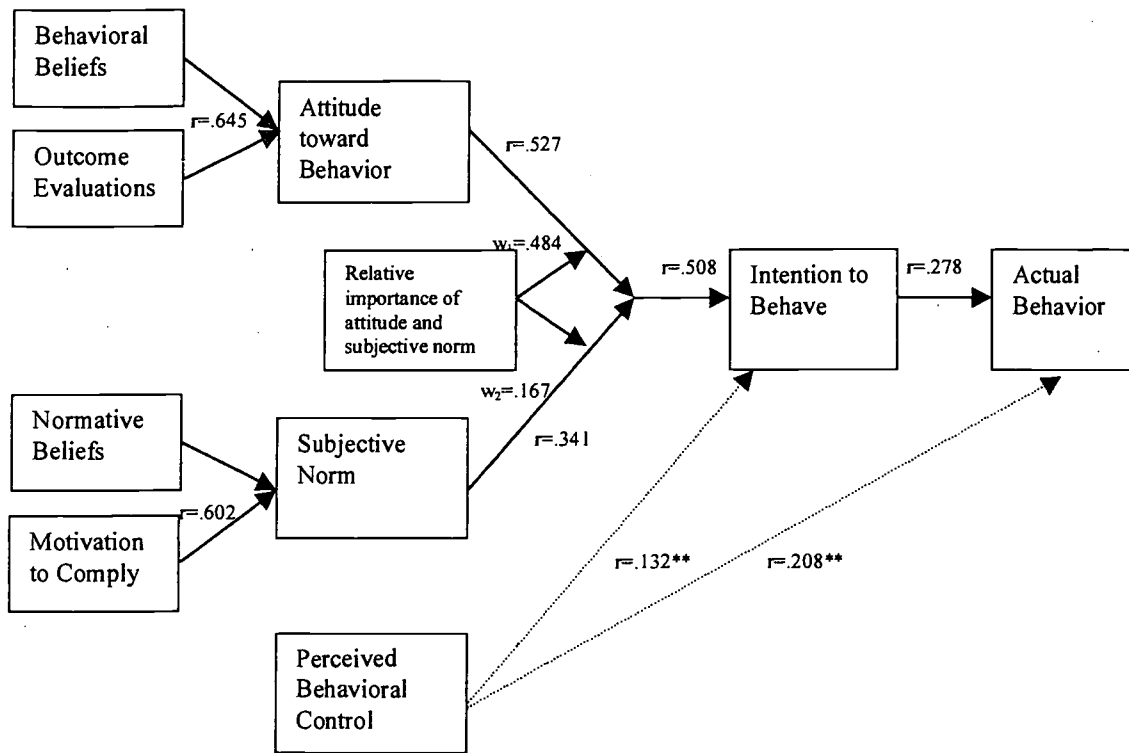 Behavioral
Beliefs
r=.645
Outcome
Evaluations
Attitude
toward
Behavior
r=.527
w₁=.484
Relative
importance of
attitude and
subjective norm
w₂=.167
r=.341
r=.508
Intention to
Behave
r=.278
Actual
Behavior
Normative
Beliefs
r=.602
Motivation
to Comply
Subjective
Norm
r=.132**
r=.208**
Perceived
Behavioral
Control